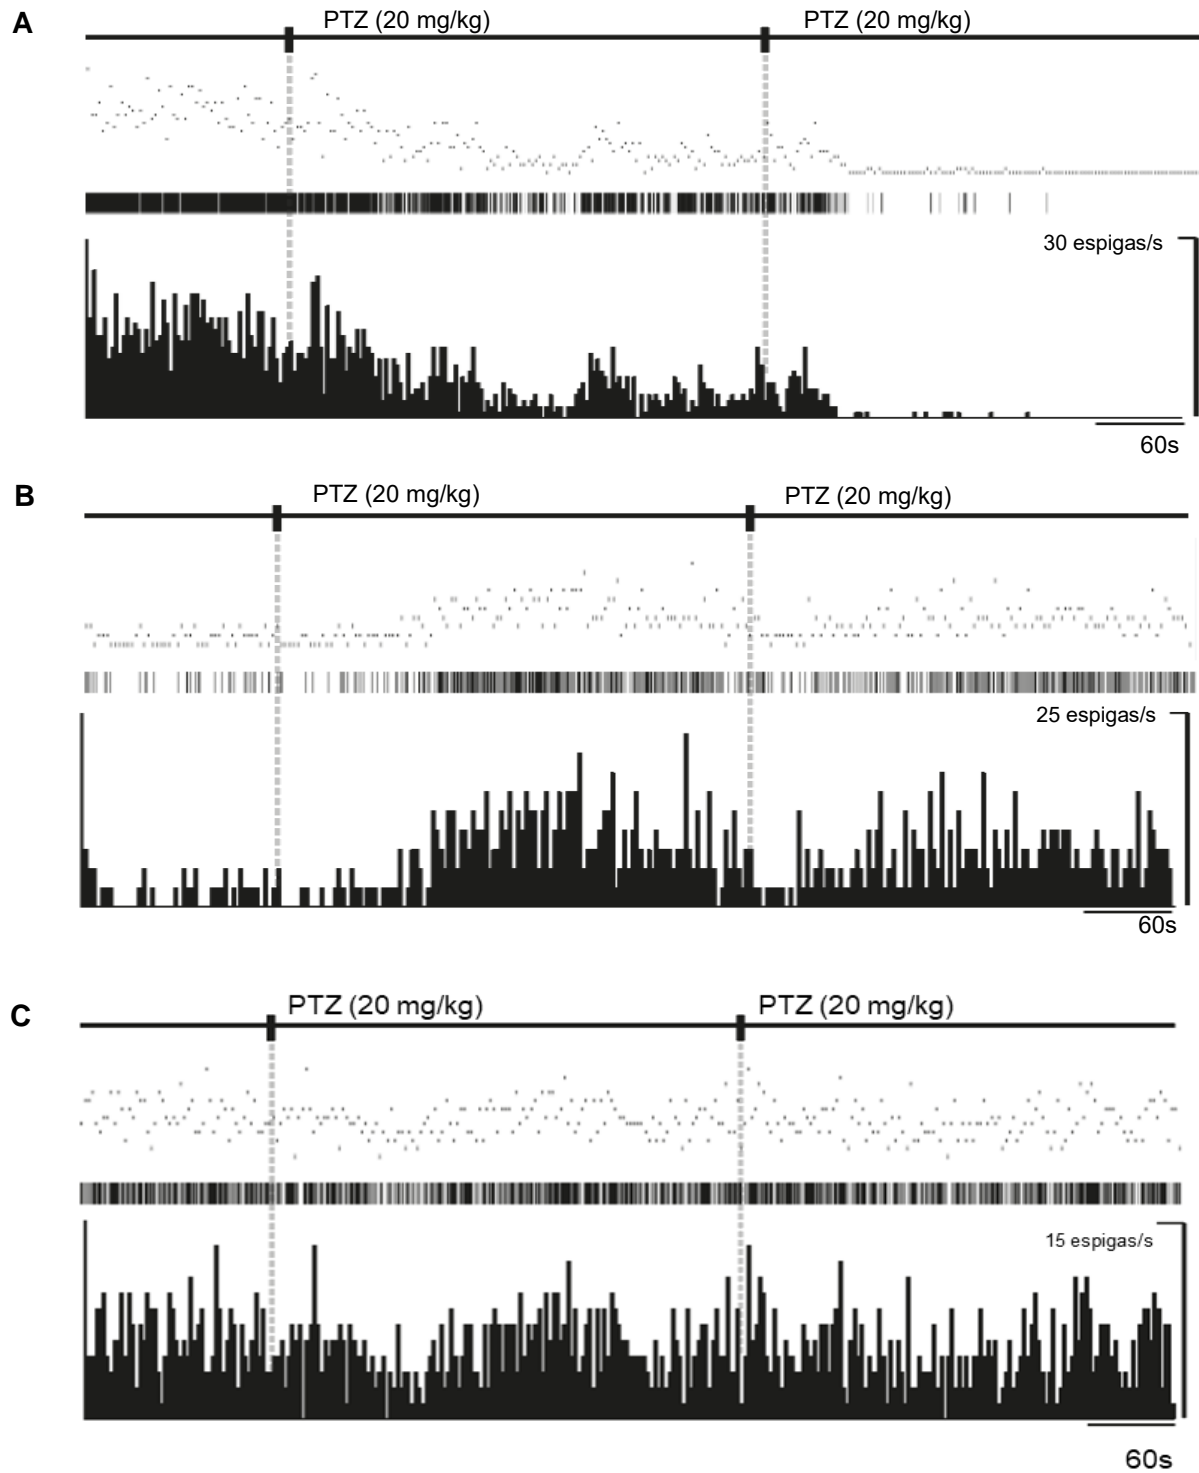 A
PTZ (20 mg/kg)
PTZ (20 mg/kg)
30 espigas/s
60s
B
PTZ (20 mg/kg)
PTZ (20 mg/kg)
25 espigas/s
60s
C
PTZ (20 mg/kg)
PTZ (20 mg/kg)
15 espigas/s
60s